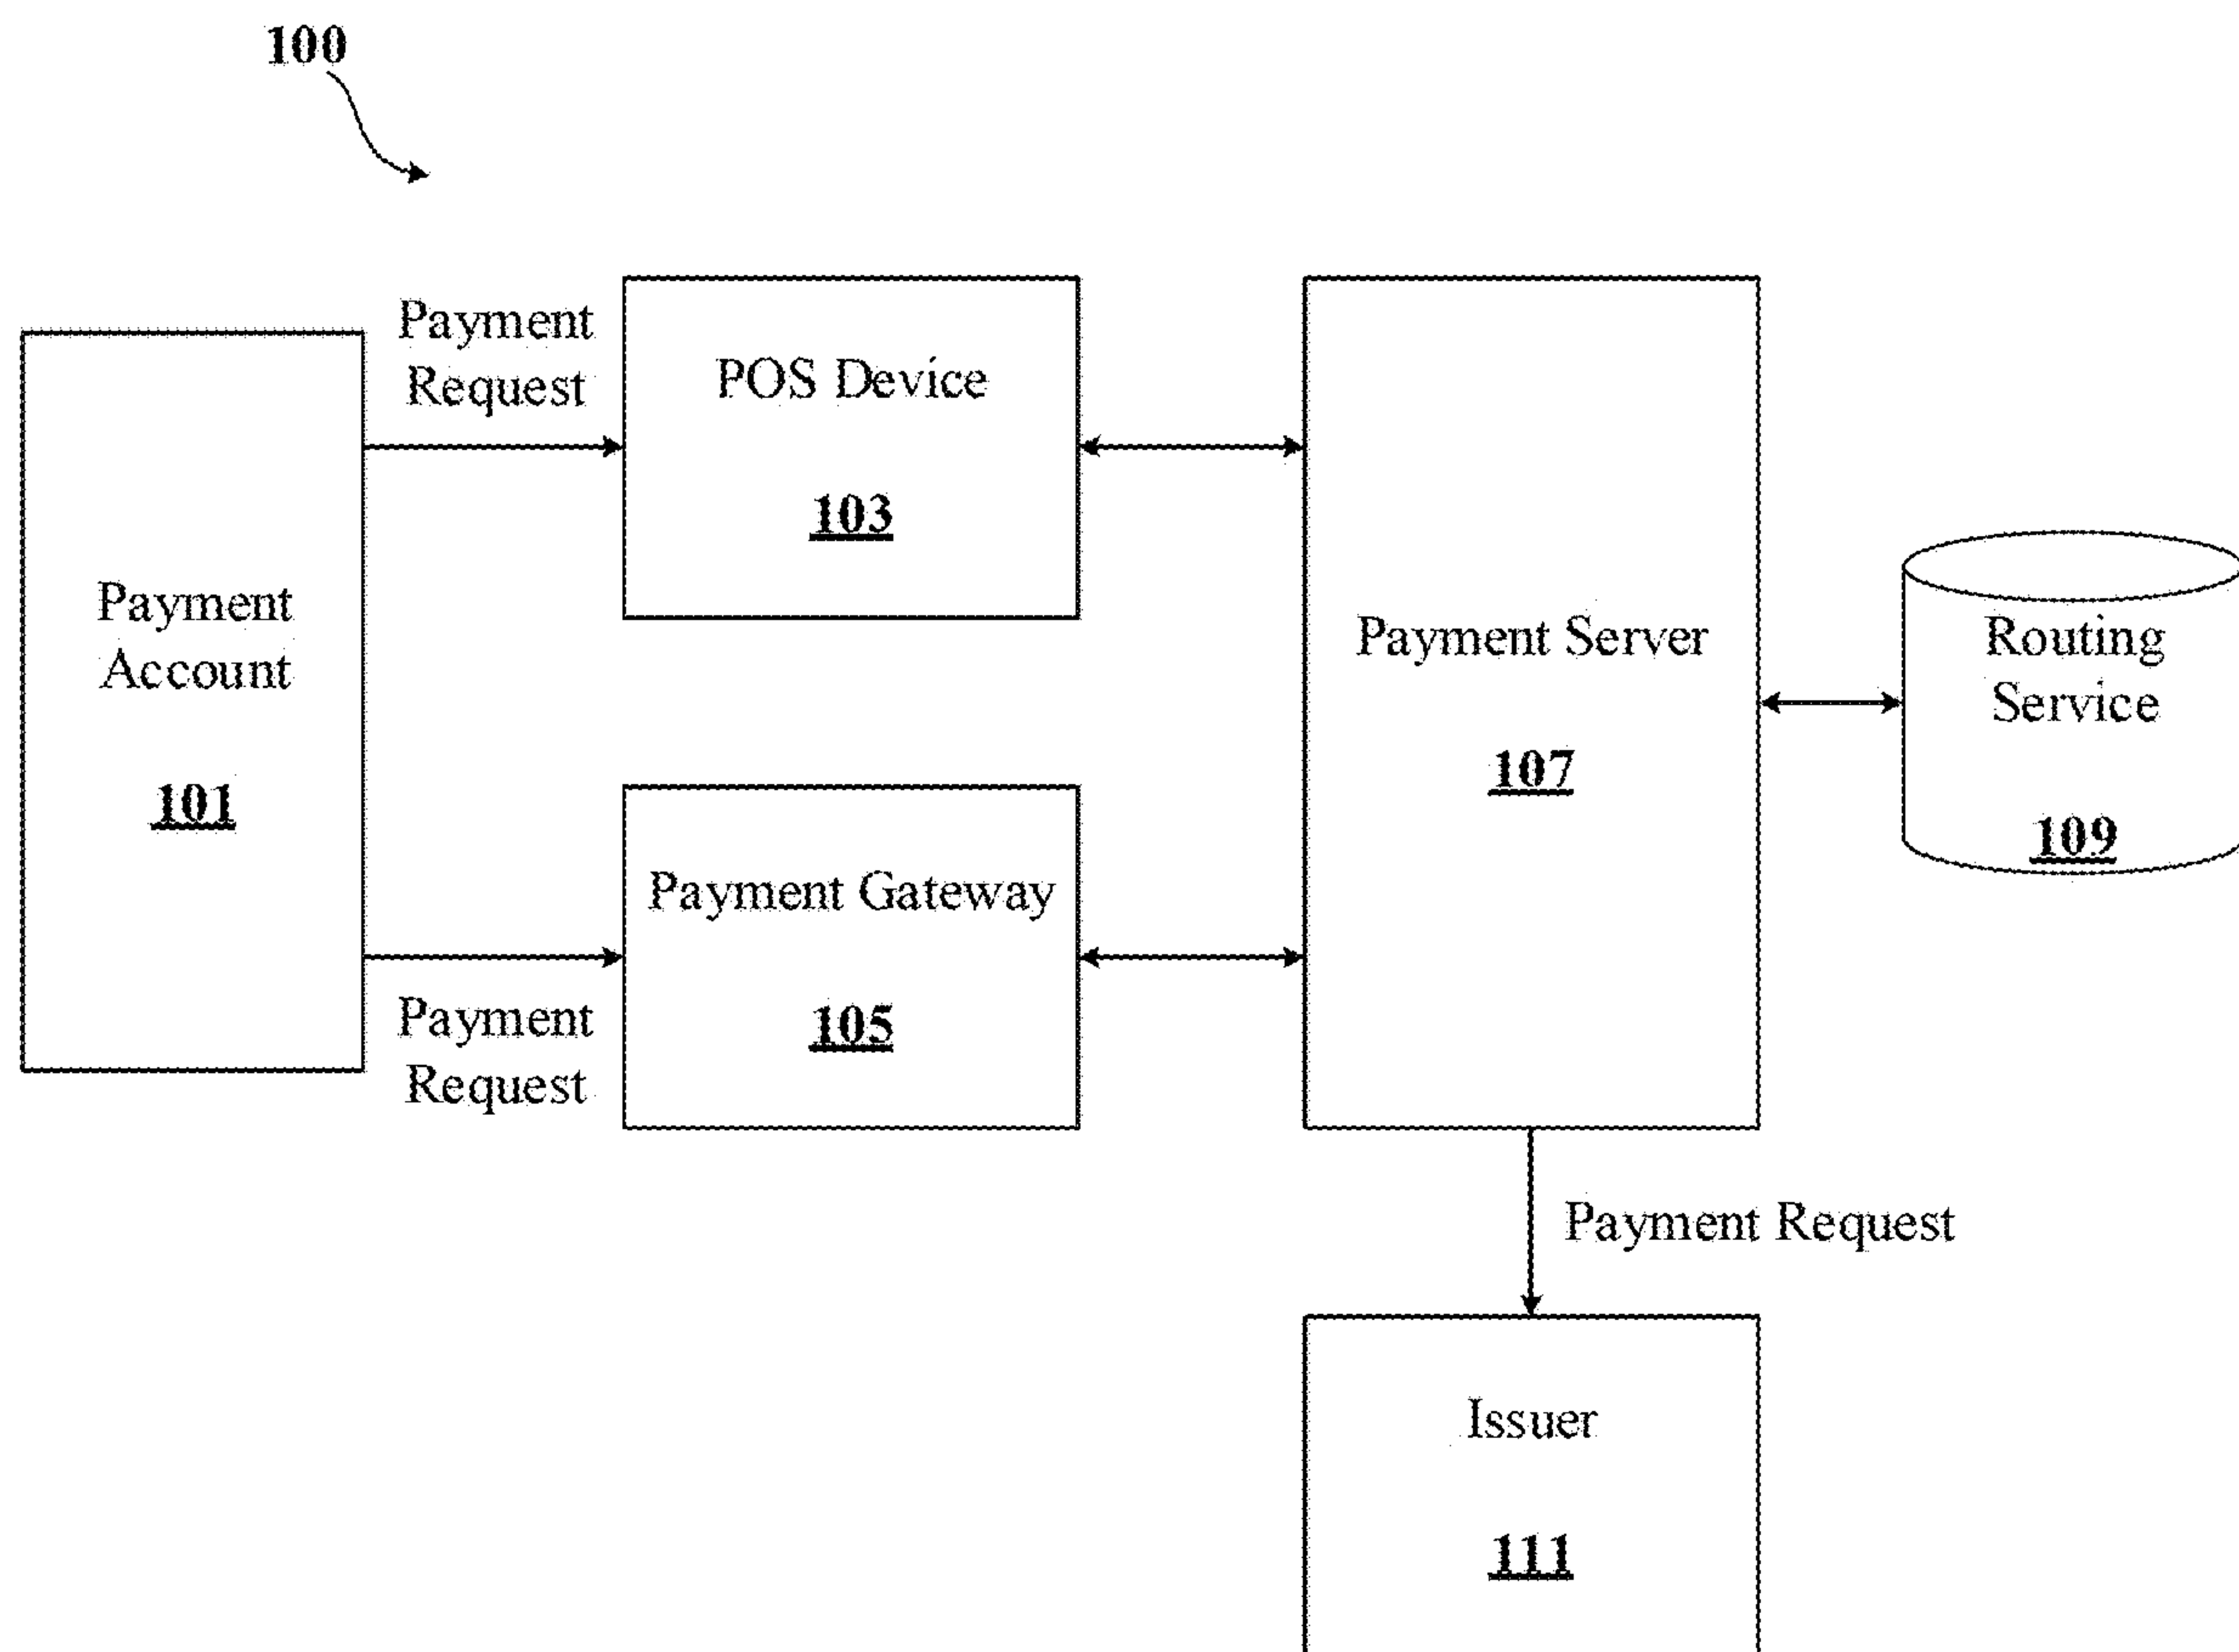 100
Payment
Request
POS Device
103
Payment
Account
101
Payment Server
107
Routing
Service
109
Payment Gateway
105
Payment
Request
Payment Request
Issuer
111